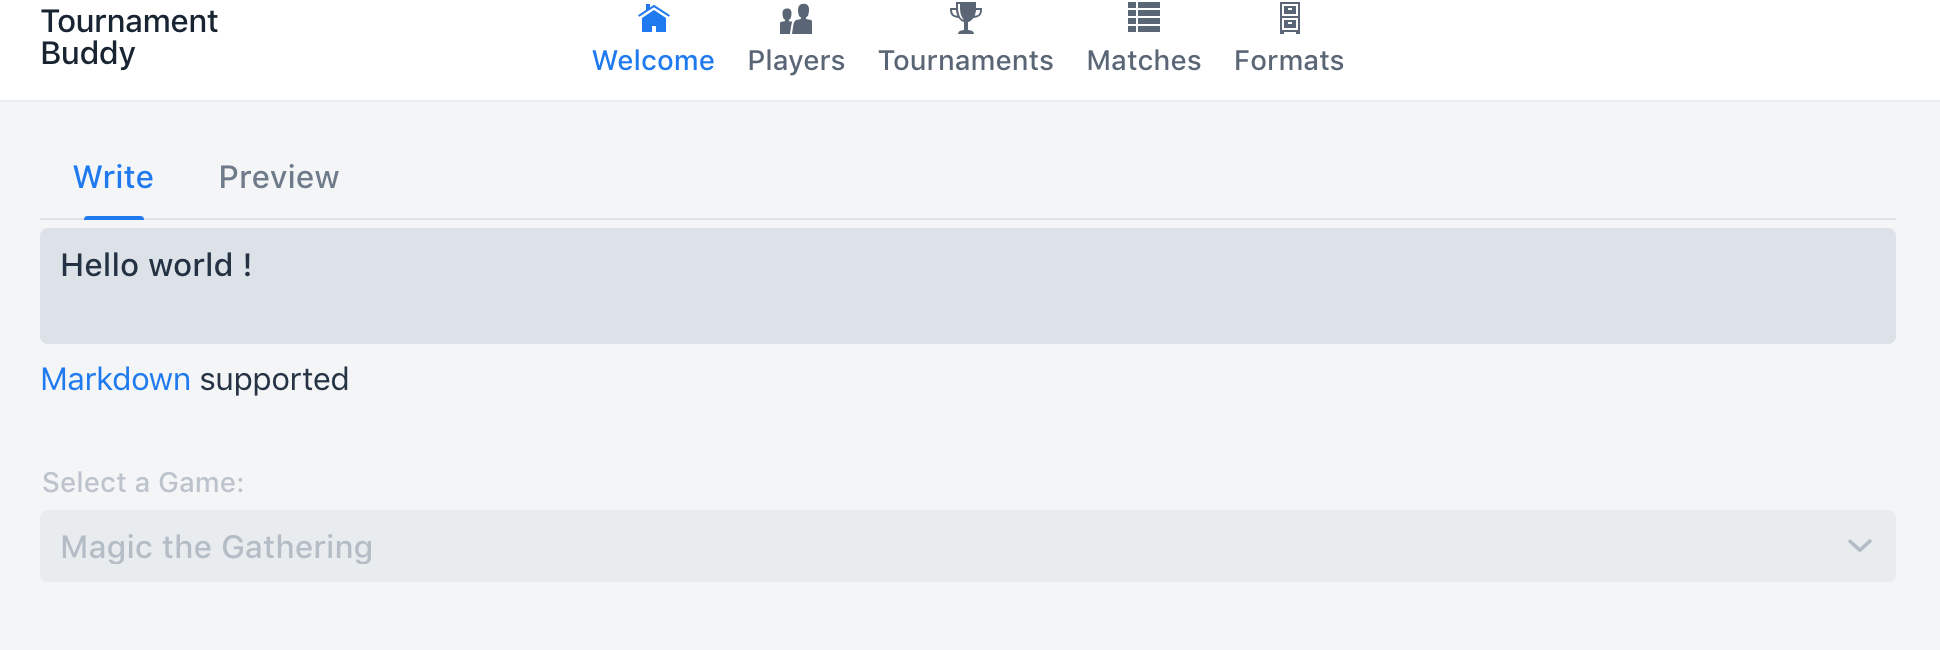 Tournament
Buddy
Welcome
Players
Tournaments
Matches
Formats
Write
Preview
Hello world !
Markdown supported
Select a Game:
Magic the Gathering